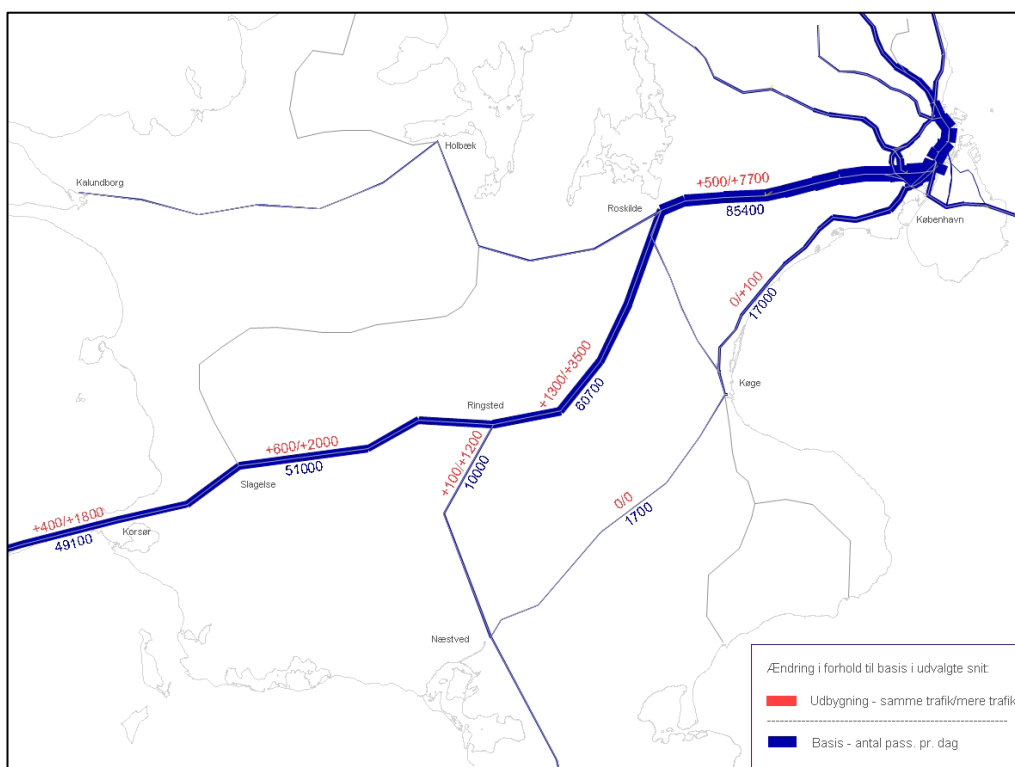 Holbæk
Kalundborg
+500/+7700
85400
Roskilde
København
0/+100
17000
Køge
+1300/+3500
60700
Ringsted
+600/+2000
51000
+100/+1200
10000
Slagelse
0/0
1700
+400/+1800
49100
Korsør
Næstved
Ændring i forhold til basis i udvalgte snit:
Udbygning - samme trafik/mere trafik
Basis - antal pass. pr. dag